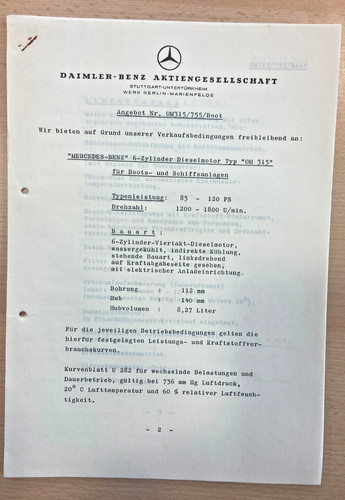 DAIMLER-BENZ AKTIENGESELLSCHAFT
STUTTGART-UNTERTÜRKHEIM
WERK BERLIN-MARIENFELDE
Angebot Nr. OM315/755/Boot
Wir bieten auf Grund unserer Verkaufsbedingungen freibleibend an:
"MERCEDES-BENZ" 6-Zylinder Dieselmotor Typ "OM 315"
für Boots- und Schiffsanlagen
Typenleistung: 85 - 120 PS
Drehzahl: 1200 - 1800 U/min.
B a u a r t :
6-Zylinder-Viertakt-Dieselmotor,
wassergekühlt, indirekte Kühlung,
stehende Bauart, linksdrehend
auf Kraftabgabeseite gesehen,
mit elektrischer Anlaßeinrichtung.
Bohrung : 112 mm
Hub : 140 mm
Hubvolumen : 8,27 Liter
Für die jeweiligen Betriebsbedingungen gelten die
hierfür festgelegten Leistungs- und Kraftstoffver-
brauchskurven.
Kurvenblatt U 282 für wechselnde Belastungen und
Dauerbetrieb, gültig bei 736 mm Hg Luftdruck,
20° C Lufttemperatur und 60 % relativer Luftfeuch-
tigkeit.
- 2 -